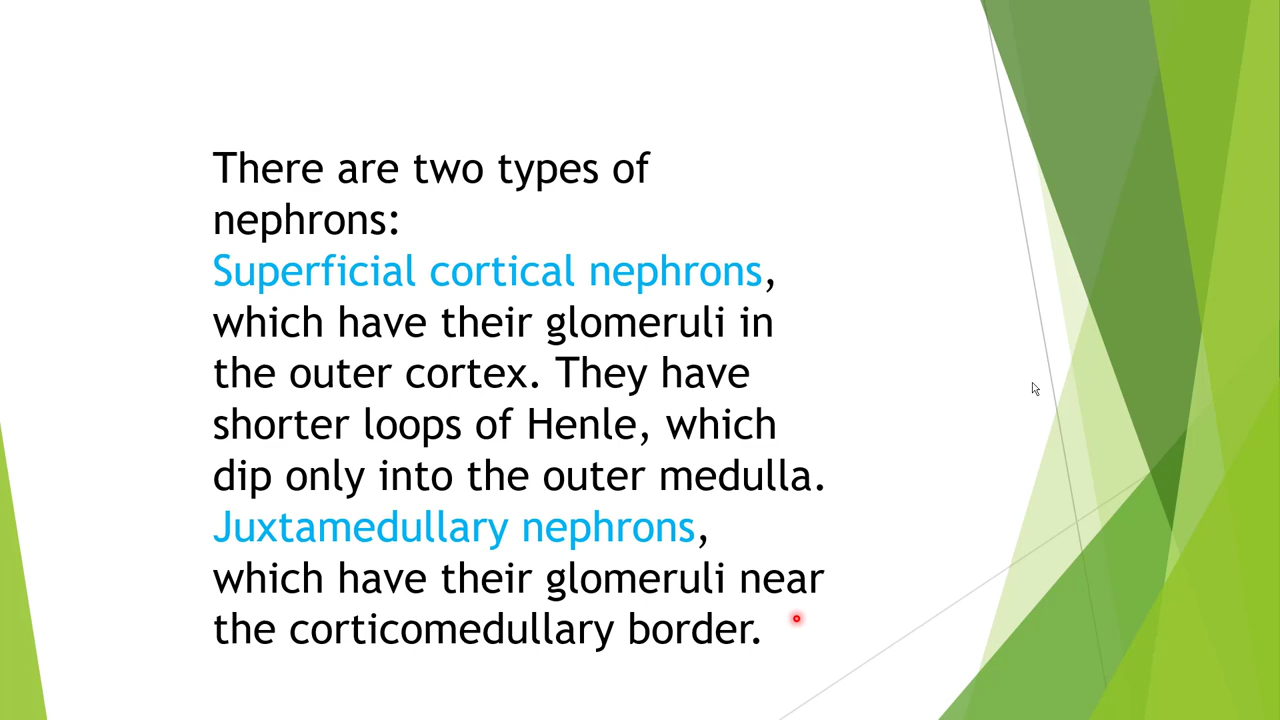 There are two types of
nephrons:
Superficial cortical nephrons,
which have their glomeruli in
the outer cortex. They have
shorter loops of Henle, which
dip only into the outer medulla.
Juxtamedullary nephrons,
which have their glomeruli near
the corticomedullary border.